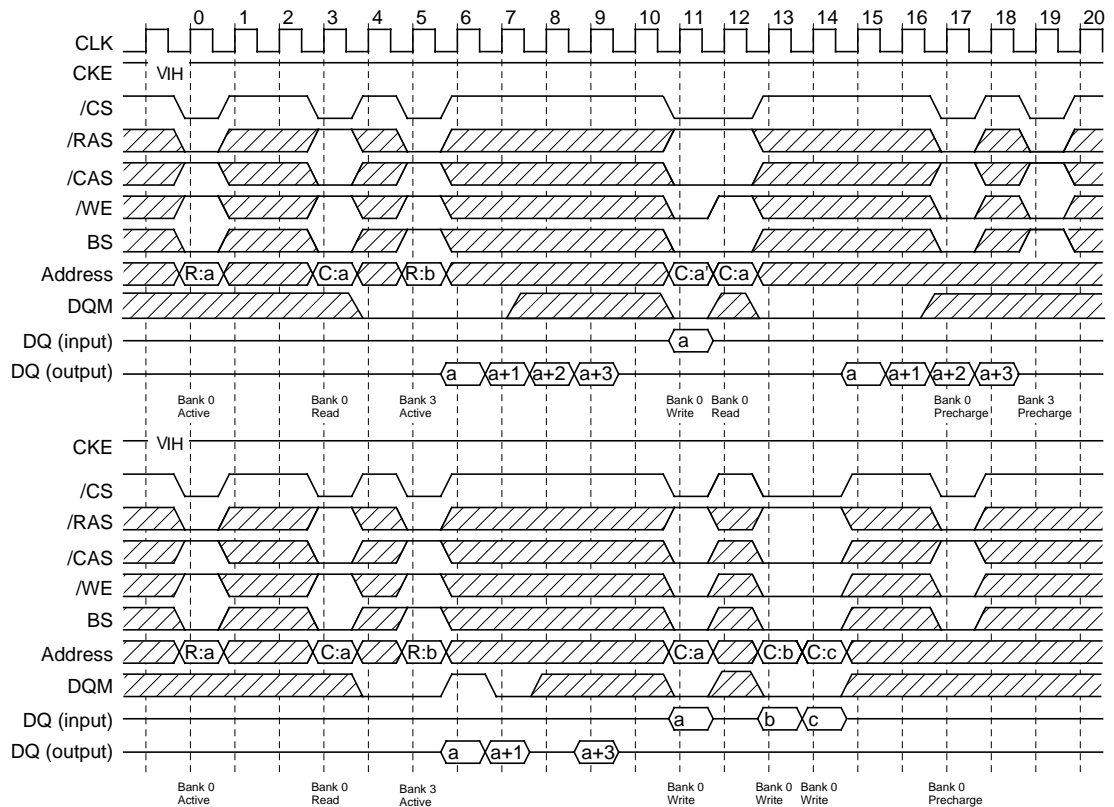 0 1 2 3 4 5 6 7 8 9 10 11 12 13 14 15 16 17 18 19 20
CLK
CKE VIH
/CS
/RAS
/CAS
/WE
BS
Address R:a C:a R:b C:a' C:a
DQM
DQ (input) a
DQ (output) a a+1 a+2 a+3 a a+1 a+2 a+3
Bank 0 Bank 0 Bank 3 Bank 0 Bank 0 Bank 0 Bank 3
Active Read Active Write Read Precharge Precharge
CKE VIH
/CS
/RAS
/CAS
/WE
BS
Address R:a C:a R:b C:a C:b C:c
DQM
DQ (input) a b c
DQ (output) a a+1 a+3
Bank 0 Bank 0 Bank 3 Bank 0 Bank 0 Bank 0 Bank 0
Active Read Active Write Write Write Precharge